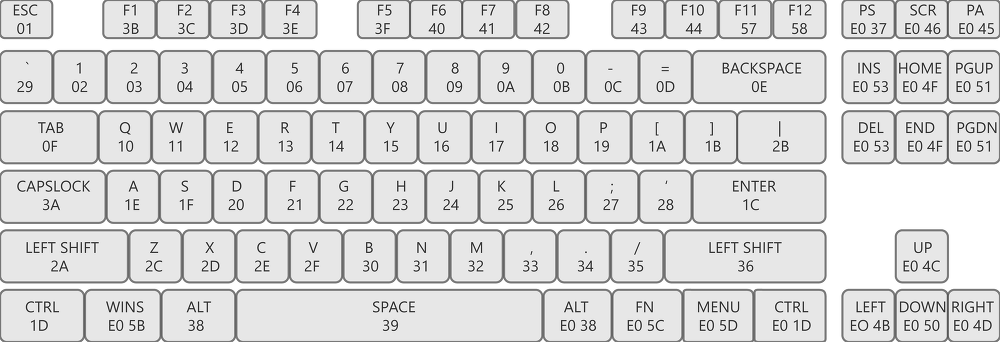 ESC F1 F2 F3 F4 F5 F6 F7 F8 F9 F10 F11 F12 PS SCR PA
01 3B 3C 3D 3E 3F 40 41 42 43 44 57 58 E0 37 E0 46 E0 45
` 1 2 3 4 5 6 7 8 9 0 - = BACKSPACE INS HOME PGUP
29 02 03 04 05 06 07 08 09 0A 0B 0C 0D 0E E0 53 E0 4F E0 51
TAB Q W E R T Y U I O P [ ] | DEL END PGDN
0F 10 11 12 13 14 15 16 17 18 19 1A 1B 2B E0 53 E0 4F E0 51
CAPSLOCK A S D F G H J K L ; ‘ ENTER
3A 1E 1F 20 21 22 23 24 25 26 27 28 1C
LEFT SHIFT Z X C V B N M , . / LEFT SHIFT UP
2A 2C 2D 2E 2F 30 31 32 33 34 35 36 E0 4C
CTRL WINS ALT SPACE ALT FN MENU CTRL LEFT DOWN RIGHT
1D E0 5B 38 39 E0 38 E0 5C E0 5D E0 1D EO 4B E0 50 E0 4D